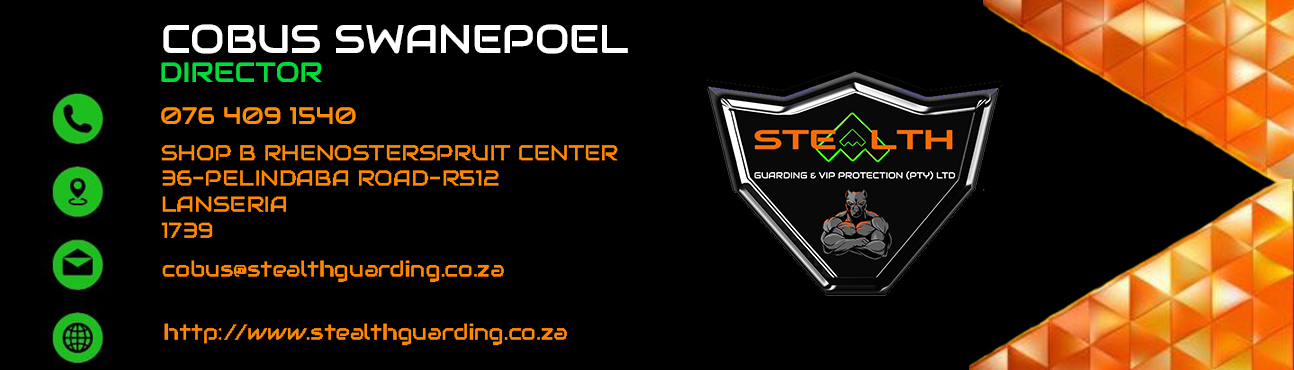 COBUS SWANEPOEL
DIRECTOR
076 409 1540
SHOP B RHENOSTERSPRUIT CENTER
36-PELINDABA ROAD-R512
LANSERIA
1739
cobus@stealthguarding.co.za
http://www.stealthguarding.co.za
STEALTH
GUARDING & VIP PROTECTION (PTY) LTD